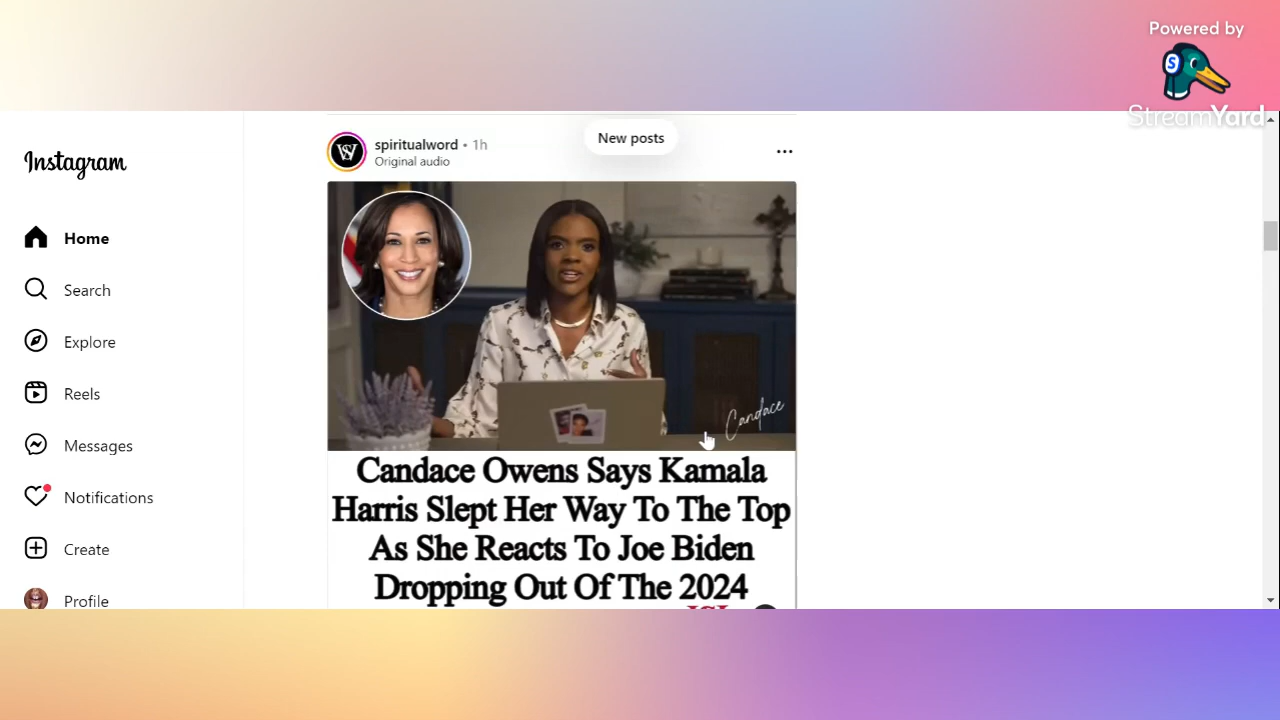 Powered by
StreamYard
Instagram
Home
Search
Explore
Reels
Messages
Notifications
Create
Profile
New posts
spiritualword • 1h
Original audio
Candace
Candace Owens Says Kamala
Harris Slept Her Way To The Top
As She Reacts To Joe Biden
Dropping Out Of The 2024